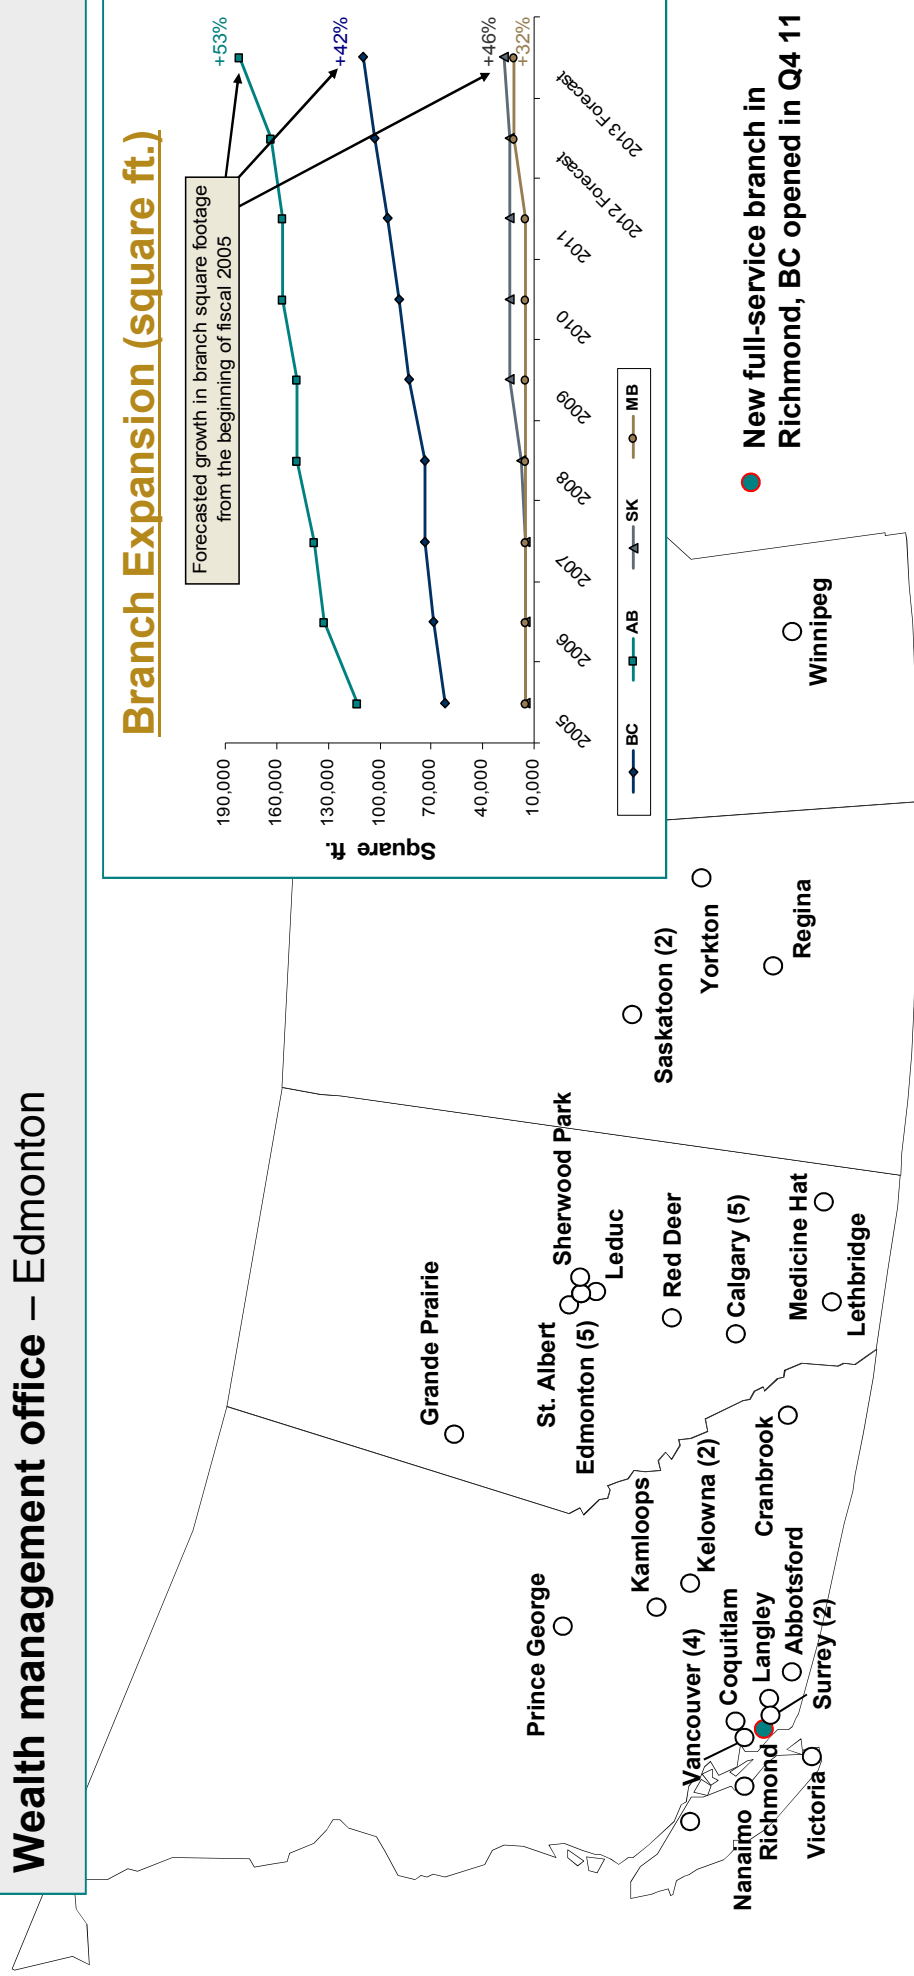 Wealth management office – Edmonton
Branch Expansion (square ft.)
Forecasted growth in branch square footage
from the beginning of fiscal 2005
+53%
+42%
+46%
+32%
Square ft.
190,000
160,000
130,000
100,000
70,000
40,000
10,000
2005
2006
2007
2008
2009
2010
2011
2012 Forecast
2013 Forecast
BC
AB
SK
MB
New full-service branch in
Richmond, BC opened in Q4 11
Grande Prairie
Prince George
St. Albert
Sherwood Park
Edmonton (5)
Leduc
Kamloops
Red Deer
Saskatoon (2)
Vancouver (4)
Kelowna (2)
Yorkton
Coquitlam
Calgary (5)
Nanaimo
Richmond
Langley
Cranbrook
Abbotsford
Medicine Hat
Regina
Winnipeg
Victoria
Surrey (2)
Lethbridge